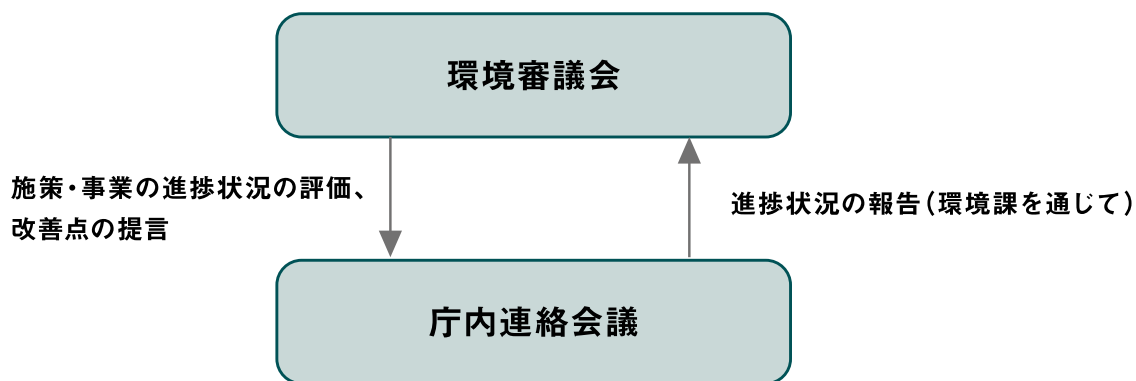 環境審議会
施策・事業の進捗状況の評価、
改善点の提言
進捗状況の報告（環境課を通じて）
庁内連絡会議